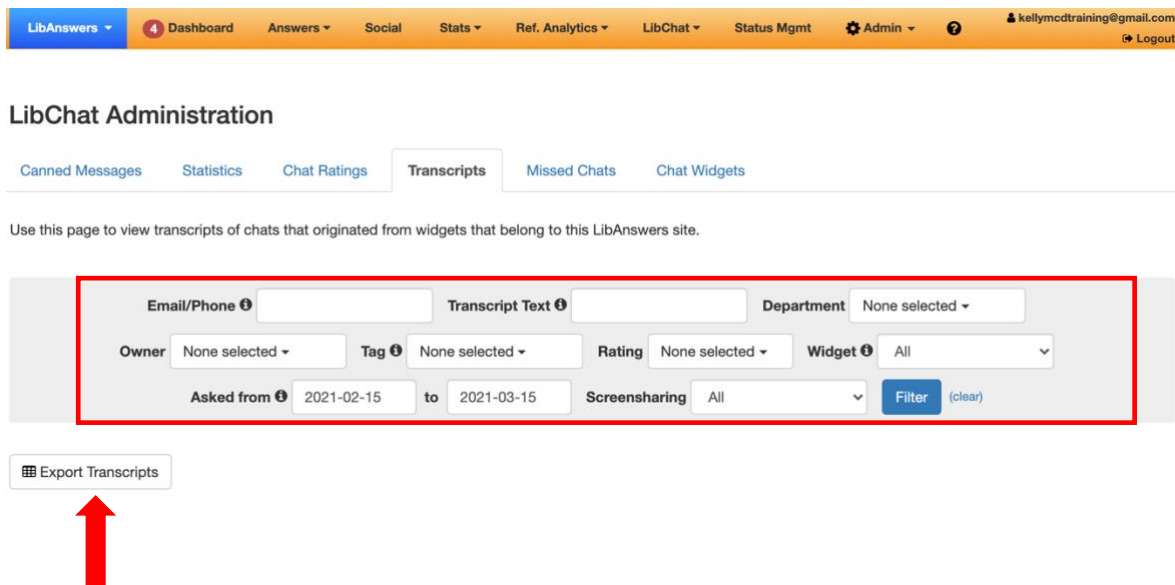 LibAnswers 4 Dashboard Answers Social Stats Ref. Analytics LibChat Status Mgmt Admin kellymcdtraining@gmail.com
Logout
LibChat Administration
Canned Messages Statistics Chat Ratings Transcripts Missed Chats Chat Widgets
Use this page to view transcripts of chats that originated from widgets that belong to this LibAnswers site.
Email/Phone Transcript Text Department None selected
Owner None selected Tag None selected Rating None selected Widget All
Asked from 2021-02-15 to 2021-03-15 Screensharing All Filter (clear)
Export Transcripts